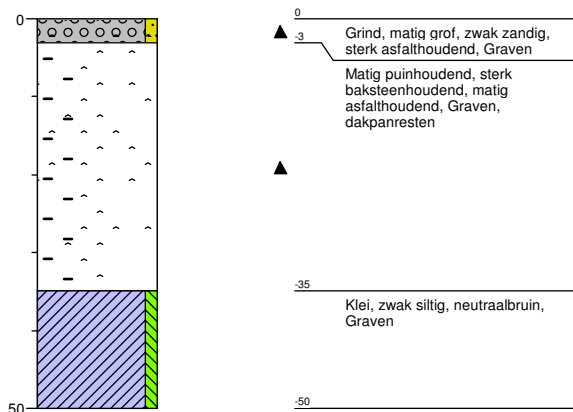 0
50
0
Grind, matig grof, zwak zandig,
sterk asfalthoudend, Graven
-3
Matig puinhoudend, sterk
baksteenhoudend, matig
asfalthoudend, Graven,
dakpanresten
-35
Klei, zwak siltig, neutraalbruin,
Graven
-50